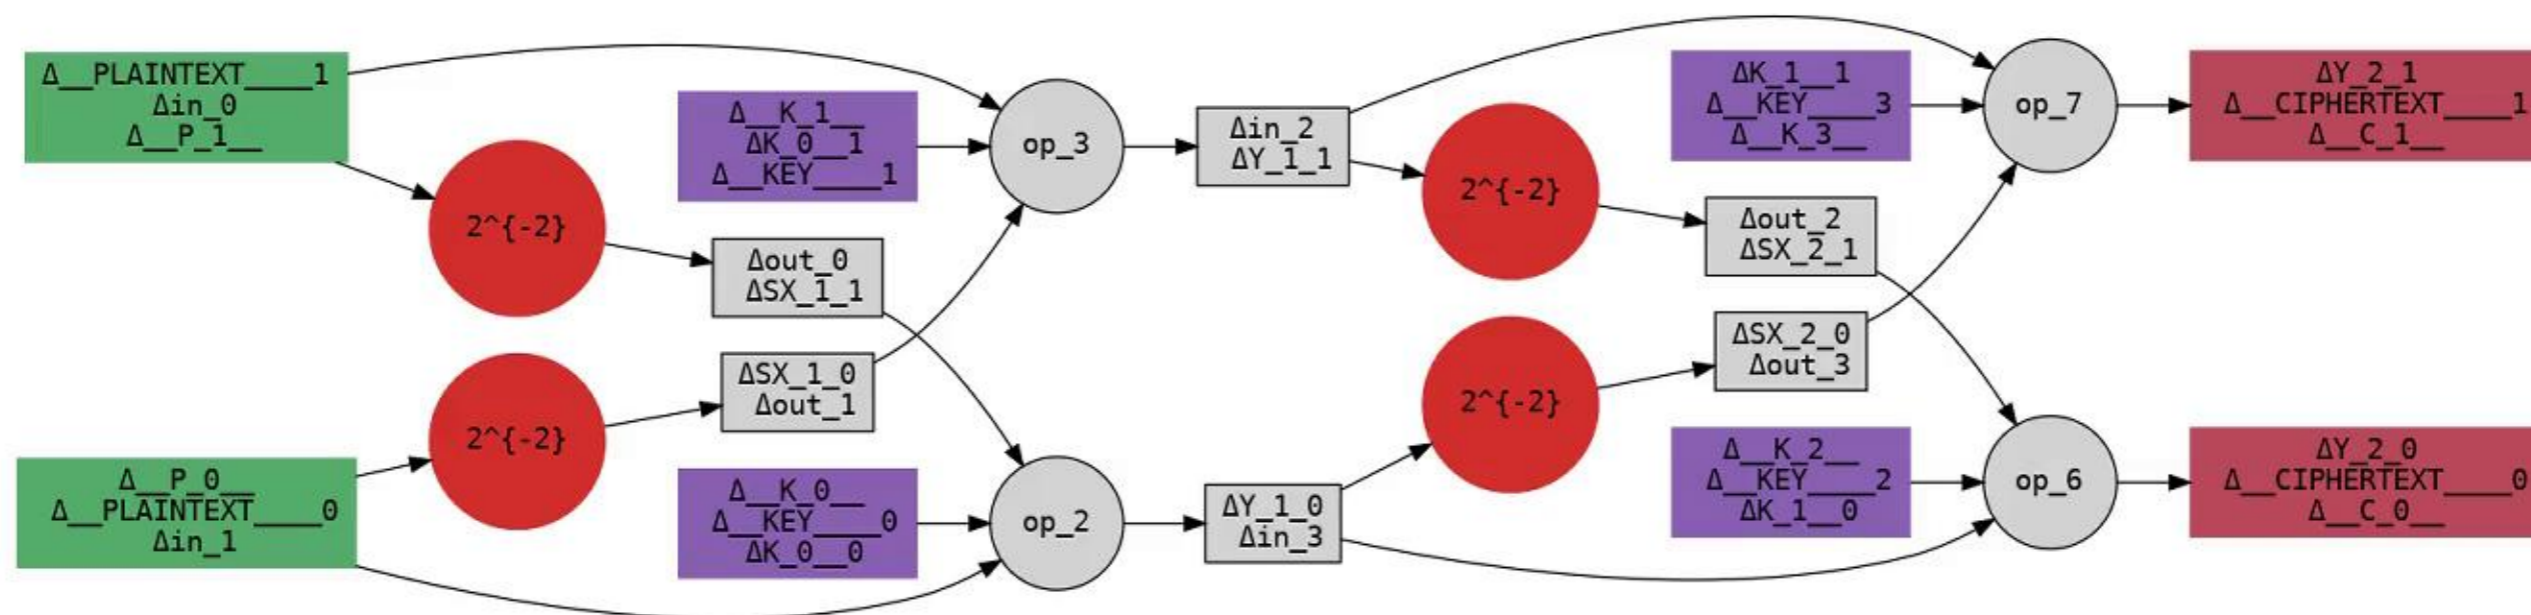 Δ__PLAINTEXT____1
Δin_0
Δ__P_1__
2^{-2}
Δ__P_0__
Δ__PLAINTEXT____0
Δin_1
2^{-2}
Δ__K_1__
ΔK_0__1
Δ__KEY____1
Δout_0
ΔSX_1_1
ΔSX_1_0
Δout_1
Δ__K_0__
Δ__KEY____0
ΔK_0__0
op_3
op_2
Δin_2
ΔY_1_1
ΔY_1_0
Δin_3
2^{-2}
2^{-2}
ΔK_1__1
Δ__KEY____3
Δ__K_3__
Δout_2
ΔSX_2_1
ΔSX_2_0
Δout_3
Δ__K_2__
Δ__KEY____2
ΔK_1__0
op_7
op_6
ΔY_2_1
Δ__CIPHERTEXT____1
Δ__C_1__
ΔY_2_0
Δ__CIPHERTEXT____0
Δ__C_0__